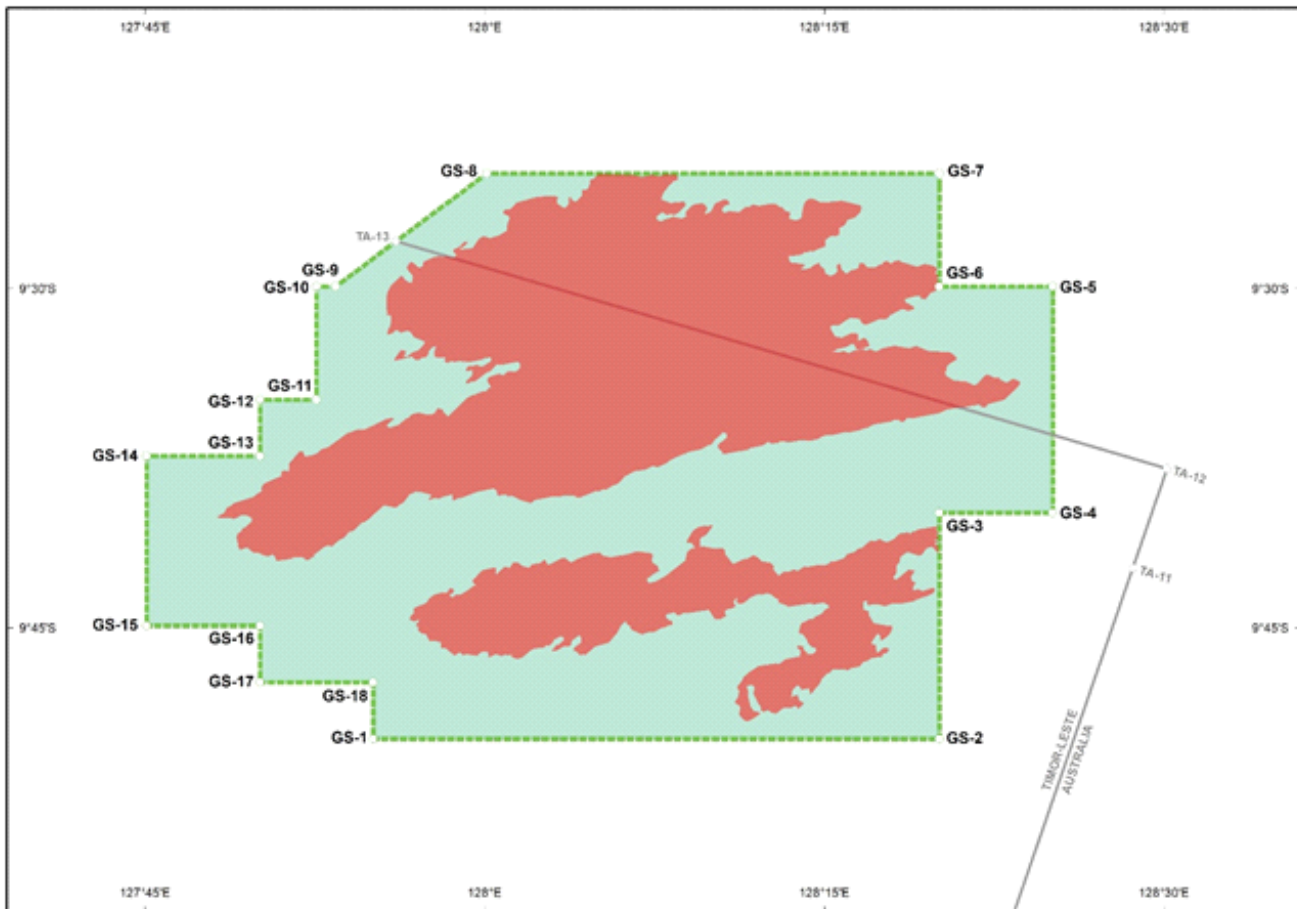 127°45'E
128°E
128°15'E
128°30'E
GS-8
GS-7
TA-13
GS-9
GS-6
9°30'S
GS-10
GS-5
9°30'S
GS-11
GS-12
GS-13
GS-14
TA-12
GS-3
GS-4
TA-11
GS-15
9°45'S
GS-16
9°45'S
GS-17
GS-18
GS-1
GS-2
TIMOR-LESTE
AUSTRALIA
127°45'E
128°E
128°15'E
128°30'E